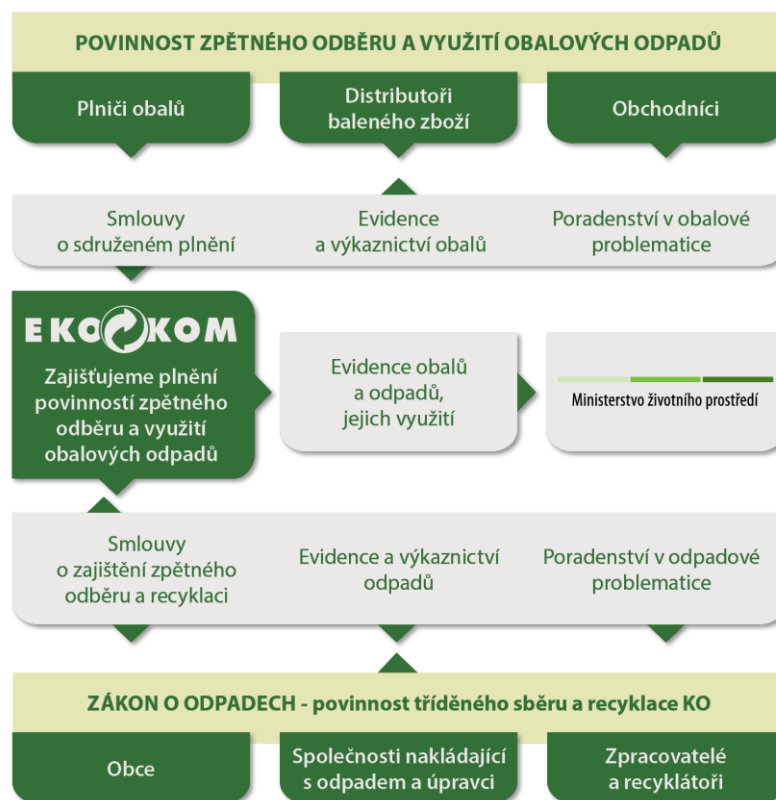 POVINNOST ZPĚTNÉHO ODBĚRU A VYUŽITÍ OBALOVÝCH ODPADŮ
Plniči obalů
Distributoři
baleného zboží
Obchodníci
Smlouvy
o sdruženém plnění
Evidence
a výkaznictví obalů
Poradenství v obalové
problematice
EKO KOM
Zajišťujeme plnění
povinností zpětného
odběru a využití
obalových odpadů
Evidence obalů
a odpadů,
jejich využití
Ministerstvo životního prostředí
Smlouvy
o zajištění zpětného
odběru a recyklaci
Evidence a výkaznictví
odpadů
Poradenství v odpadové
problematice
ZÁKON O ODPADECH - povinnost tříděného sběru a recyklace KO
Obce
Společnosti nakládající
s odpadem a úpravci
Zpracovatelé
a recyklátoři